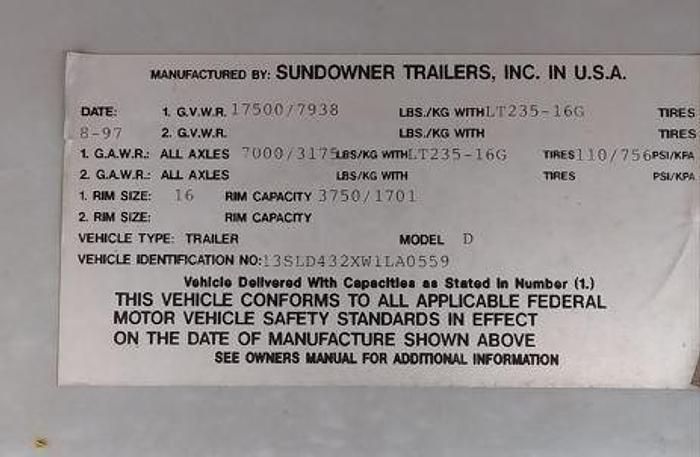 MANUFACTURED BY: SUNDOWNER TRAILERS, INC. IN U.S.A.
DATE: 1. G.V.W.R. 17500/7938 LBS./KG WITH LT235-16G TIRES
8-97 2. G.V.W.R. LBS./KG WITH TIRES
1. G.A.W.R.: ALL AXLES 7000/3175 LBS/KG WITH LT235-16G TIRES 110/756 PSI/KPA
2. G.A.W.R.: ALL AXLES LBS/KG WITH TIRES PSI/KPA
1. RIM SIZE: 16 RIM CAPACITY 3750/1701
2. RIM SIZE: RIM CAPACITY
VEHICLE TYPE: TRAILER MODEL D
VEHICLE IDENTIFICATION NO: 13SLD432XW1LA0559
Vehicle Delivered With Capacities as Stated in Number (1.)
THIS VEHICLE CONFORMS TO ALL APPLICABLE FEDERAL
MOTOR VEHICLE SAFETY STANDARDS IN EFFECT
ON THE DATE OF MANUFACTURE SHOWN ABOVE
SEE OWNERS MANUAL FOR ADDITIONAL INFORMATION